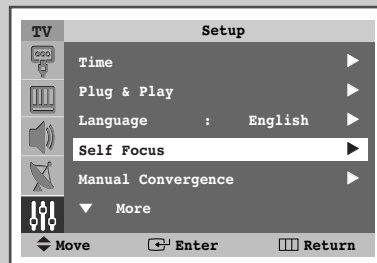 TV Setup
Time
Plug & Play
Language : English
Self Focus
Manual Convergence
More
Move Enter Return